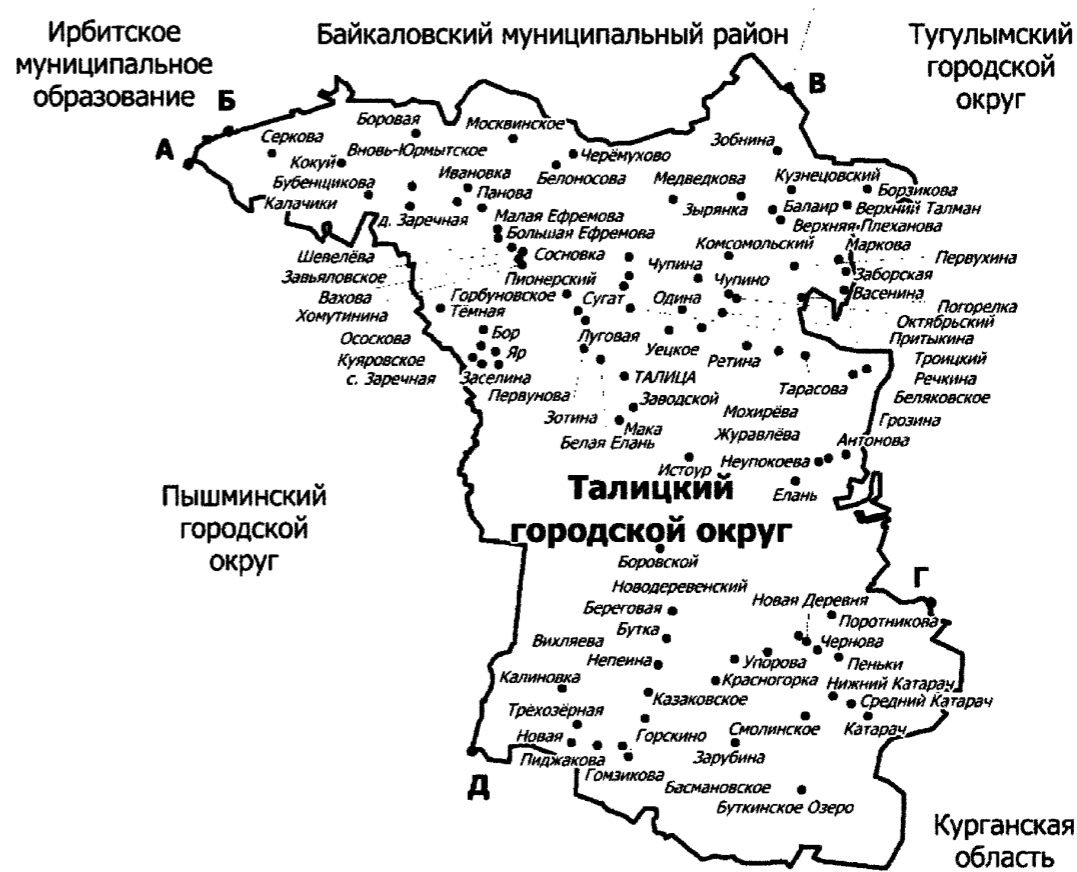 Ирбитское
муниципальное
образование
Байкаловский муниципальный район
Тугулымский
городской
округ
А
Б
В
Серкова
Боровая
Москвинское
Зобнина
Кокуй
Вновь-Юрмытское
Черёмухово
Белоносова
Бубенщикова
Ивановка
Медведкова
Кузнецовский
Борзикова
Калачики
Панова
Зырянка
Балаир
Верхний Талман
д. Заречная
Малая Ефремова
Верхняя Плеханова
Большая Ефремова
Комсомольский
Маркова
Шевелёва
Сосновка
Чупина
Первухина
Завьяловское
Пионерский
Чупино
Заборская
Вахова
Горбуновское
Сугат
Одина
Васенина
Погорелка
Хомутинина
Тёмная
Октябрьский
Ососкова
Бор
Луговая
Уецкое
Притыкина
Куяровское
Яр
Ретина
Троицкий
с. Заречная
Заселина
ТАЛИЦА
Тарасова
Речкина
Первунова
Заводской
Беляковское
Зотина
Мака
Мохирёва
Грозина
Белая Елань
Журавлёва
Антонова
Истоур
Неупокоева
Елань
Талицкий
городской округ
Пышминский
городской
округ
Боровской
Г
Новодеревенский
Новая Деревня
Береговая
Поротникова
Вихляева
Бутка
Чернова
Непеина
Упорова
Пеньки
Калиновка
Красногорка
Нижний Катарач
Казаковское
Средний Катарач
Трёхозёрная
Смолинское
Катарач
Новая
Горскино
Зарубина
Пиджакова
Гомзикова
Д
Басмановское
Буткинское Озеро
Курганская
область